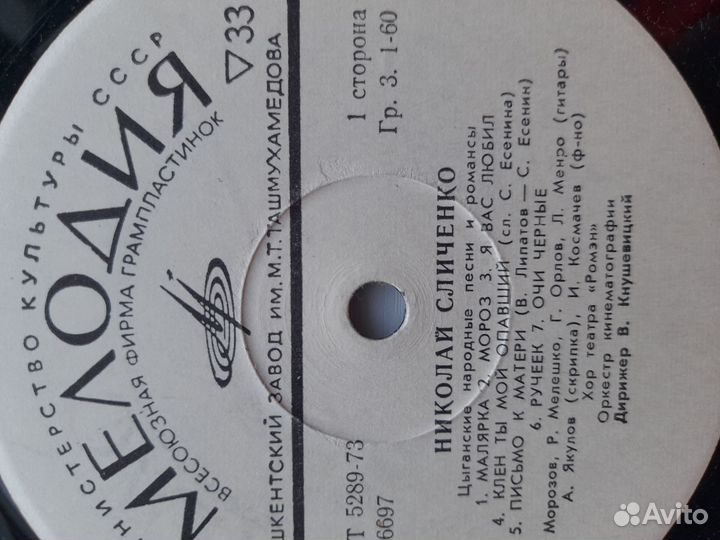 НИСТЕРСТВО КУЛЬТУРЫ СССР
МЕЛОДИЯ
ВСЕСОЮЗНАЯ ФИРМА ГРАМПЛАСТИНОК
ШКЕНТСКИЙ ЗАВОД ИМ. М.Т. ТАШМУХАМЕДОВА
▽33
1 сторона
Гр. 3. 1-60
Т 5289-73
6697
НИКОЛАЙ СЛИЧЕНКО
Цыганские народные песни и романсы
1. МАЛЯРКА 2. МОРОЗ 3. Я ВАС ЛЮБИЛ
4. КЛЕН ТЫ МОЙ ОПАВШИЙ (сл. С. Есенина)
5. ПИСЬМО К МАТЕРИ (В. Липатов — С. Есенин)
6. РУЧЕЕК 7. ОЧИ ЧЕРНЫЕ
Морозов, Р. Мелешко, Г. Орлов, Л. Менро (гитары)
А. Якулов (скрипка), И. Космачев (ф-но)
Хор театра «Ромэн»
Оркестр кинематографии
Дирижер В. Кнушевицкий
Avito